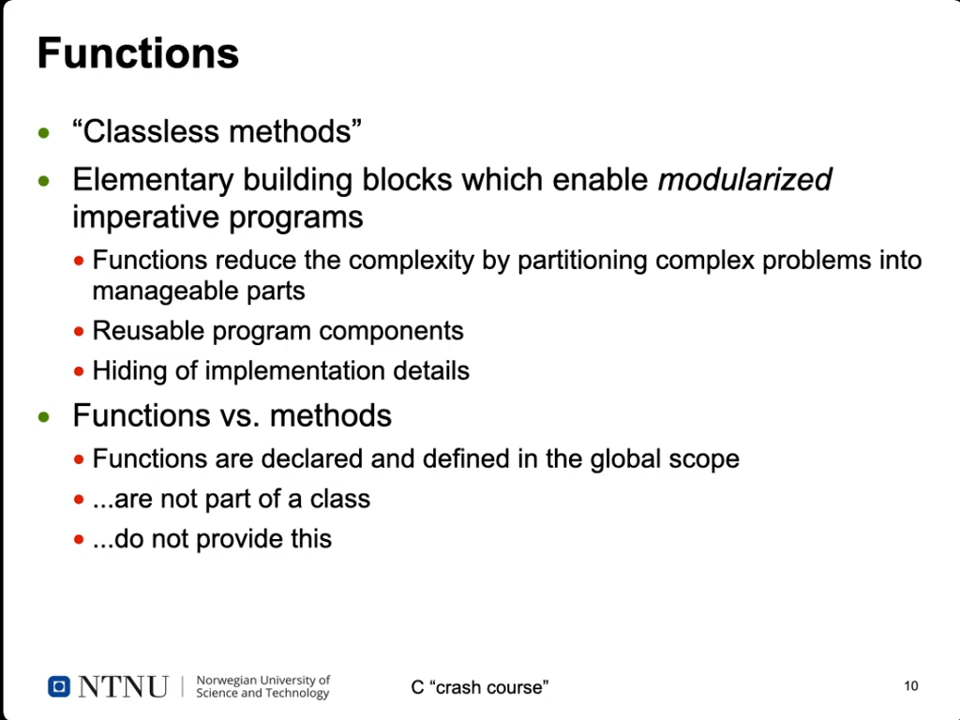 Functions
“Classless methods”
Elementary building blocks which enable modularized
imperative programs
Functions reduce the complexity by partitioning complex problems into
manageable parts
Reusable program components
Hiding of implementation details
Functions vs. methods
Functions are declared and defined in the global scope
...are not part of a class
...do not provide this
NTNU
Norwegian University of
Science and Technology
C “crash course”
10